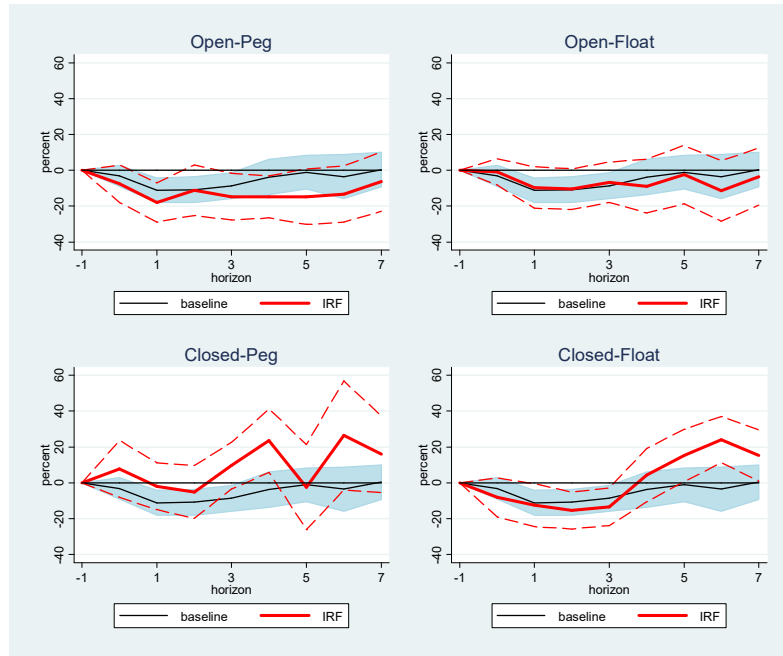 Open-Peg
60
40
20
0
-20
-40
percent
-1 1 3 5 7
horizon
baseline IRF
Open-Float
60
40
20
0
-20
-40
percent
-1 1 3 5 7
horizon
baseline IRF
Closed-Peg
60
40
20
0
-20
-40
percent
-1 1 3 5 7
horizon
baseline IRF
Closed-Float
60
40
20
0
-20
-40
percent
-1 1 3 5 7
horizon
baseline IRF